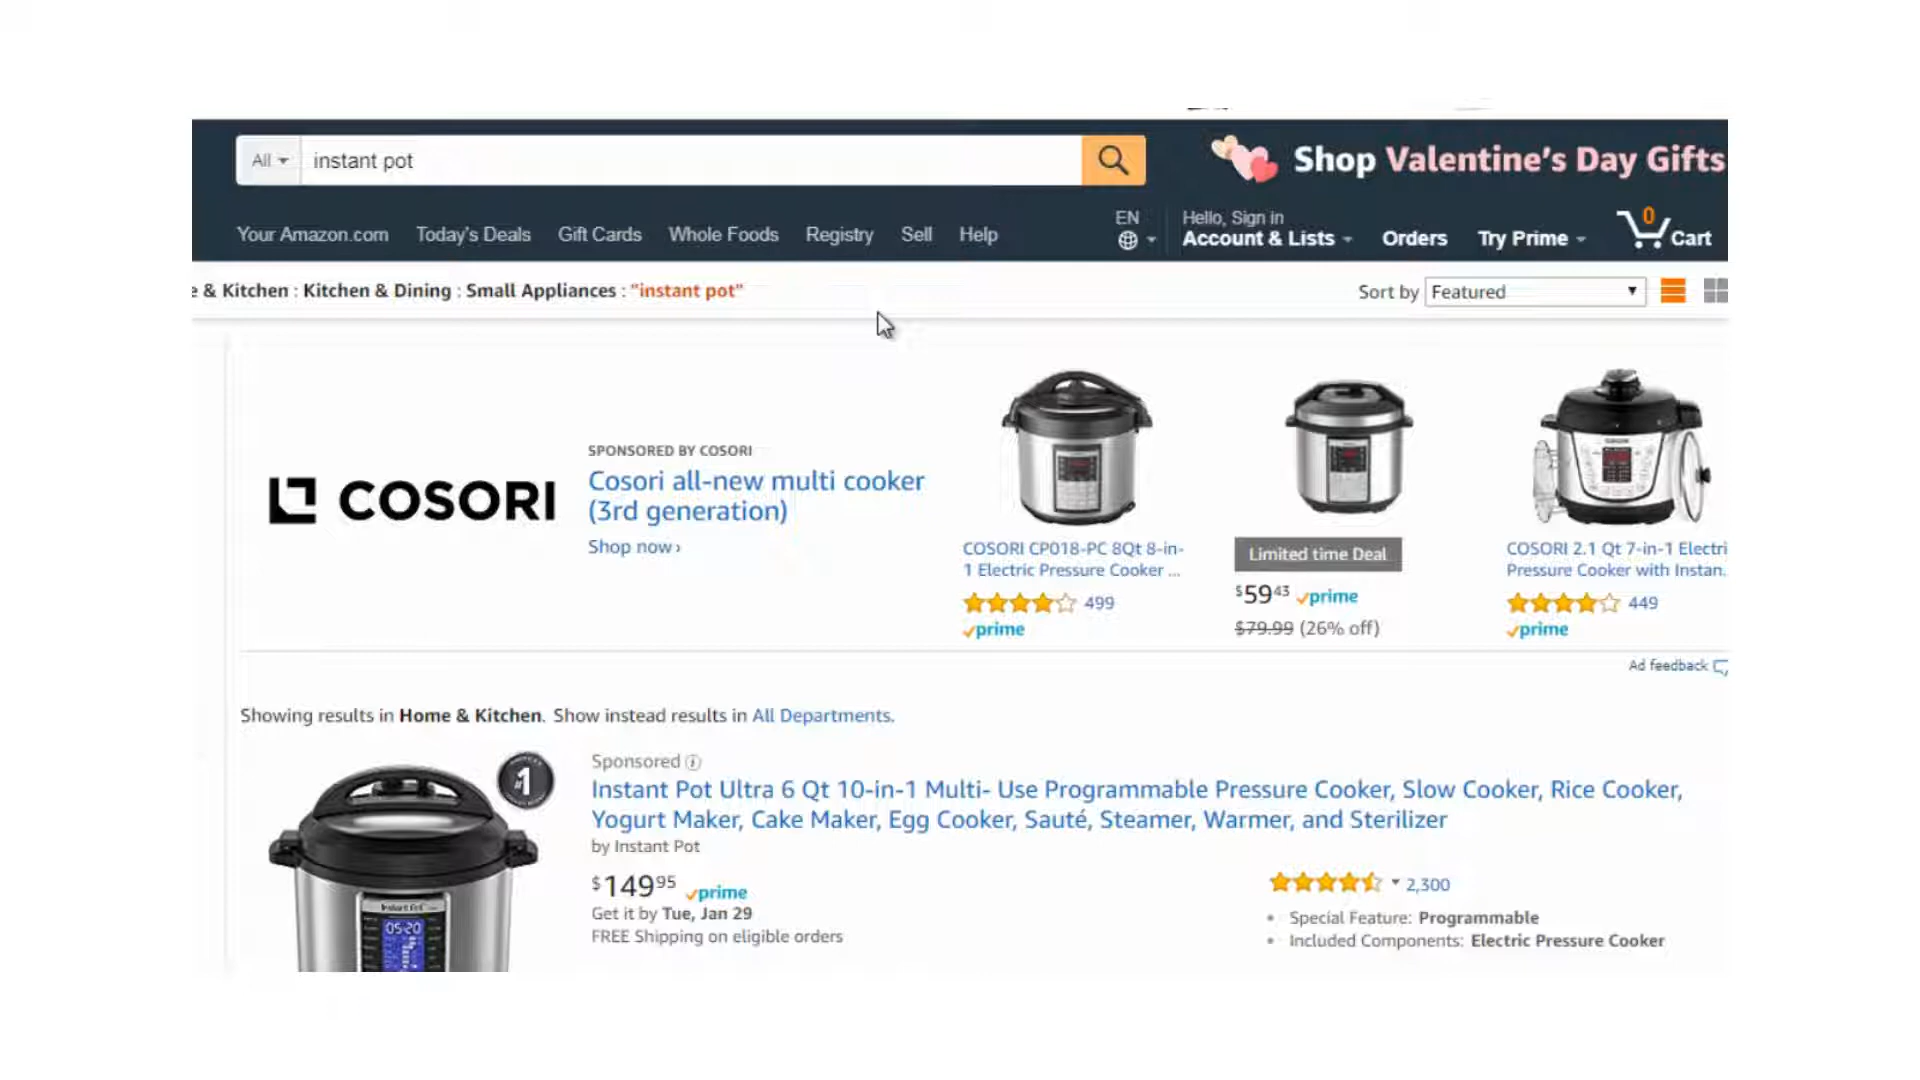 All
instant pot
Shop Valentine's Day Gifts
Your Amazon.com Today's Deals Gift Cards Whole Foods Registry Sell Help
EN
Hello, Sign in
Account & Lists
Orders
Try Prime
0
Cart
e & Kitchen : Kitchen & Dining : Small Appliances : "instant pot"
Sort by Featured
COSORI
SPONSORED BY COSORI
Cosori all-new multi cooker
(3rd generation)
Shop now ›
COSORI CP018-PC 8Qt 8-in-
1 Electric Pressure Cooker ...
499
prime
Limited time Deal
$59 43 prime
$79.99 (26% off)
COSORI 2.1 Qt 7-in-1 Electri
Pressure Cooker with Instan.
449
prime
Ad feedback
Showing results in Home & Kitchen. Show instead results in All Departments.
#1
Instant Pot
05:20
Sponsored
Instant Pot Ultra 6 Qt 10-in-1 Multi- Use Programmable Pressure Cooker, Slow Cooker, Rice Cooker,
Yogurt Maker, Cake Maker, Egg Cooker, Sauté, Steamer, Warmer, and Sterilizer
by Instant Pot
$149 95 prime
Get it by Tue, Jan 29
FREE Shipping on eligible orders
2,300
• Special Feature: Programmable
• Included Components: Electric Pressure Cooker